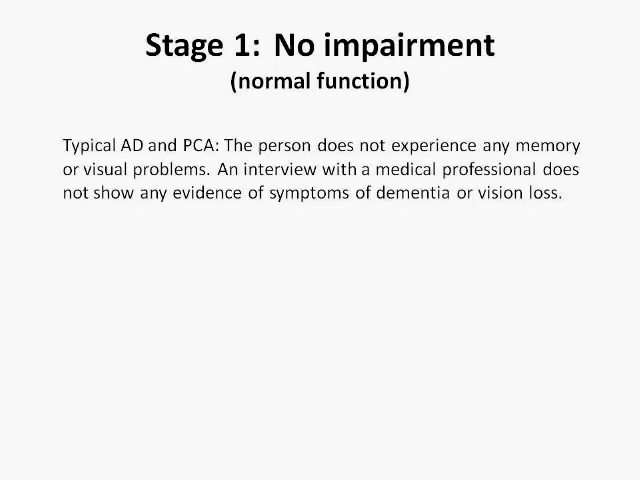 Stage 1: No impairment
(normal function)
Typical AD and PCA: The person does not experience any memory
or visual problems. An interview with a medical professional does
not show any evidence of symptoms of dementia or vision loss.